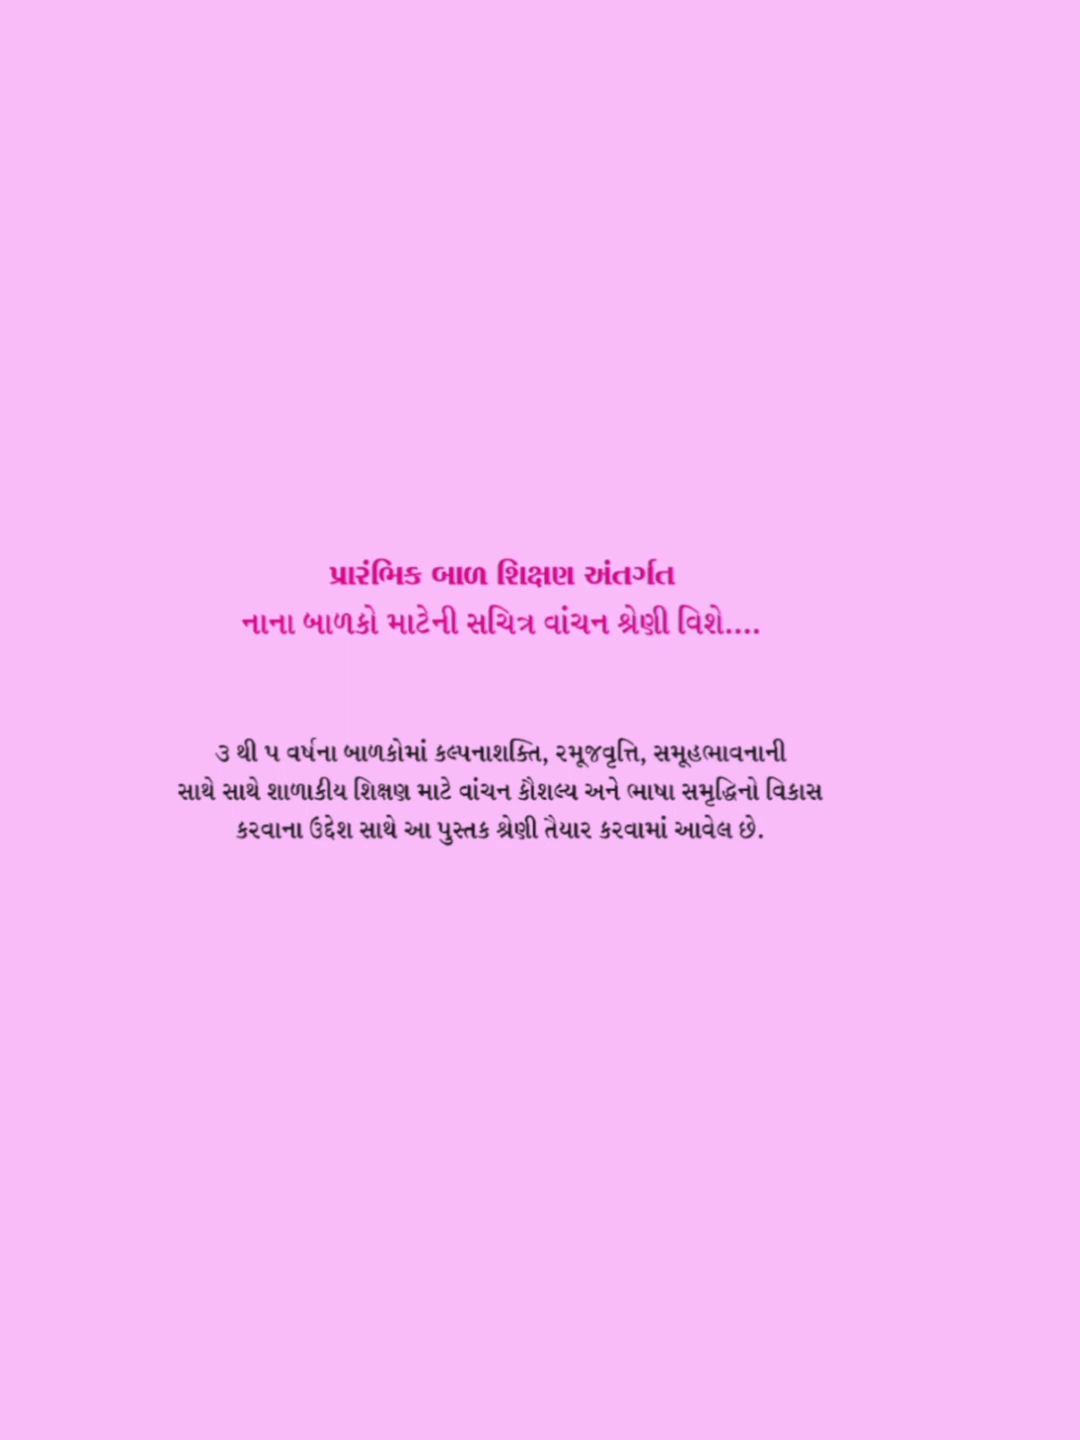 પ્રારંભિક બાળ શિક્ષણ અંતર્ગત
નાના બાળકો માટેની સચિત્ર વાંચન શ્રેણી વિશે....
૩ થી ૫ વર્ષના બાળકોમાં કલ્પનાશક્તિ, રમૂજવૃત્તિ, સમૂહભાવનાની
સાથે સાથે શાળાકીય શિક્ષણ માટે વાંચન કૌશલ્ય અને ભાષા સમૃદ્ધિનો વિકાસ
કરવાના ઉદ્દેશ સાથે આ પુસ્તક શ્રેણી તૈયાર કરવામાં આવેલ છે.